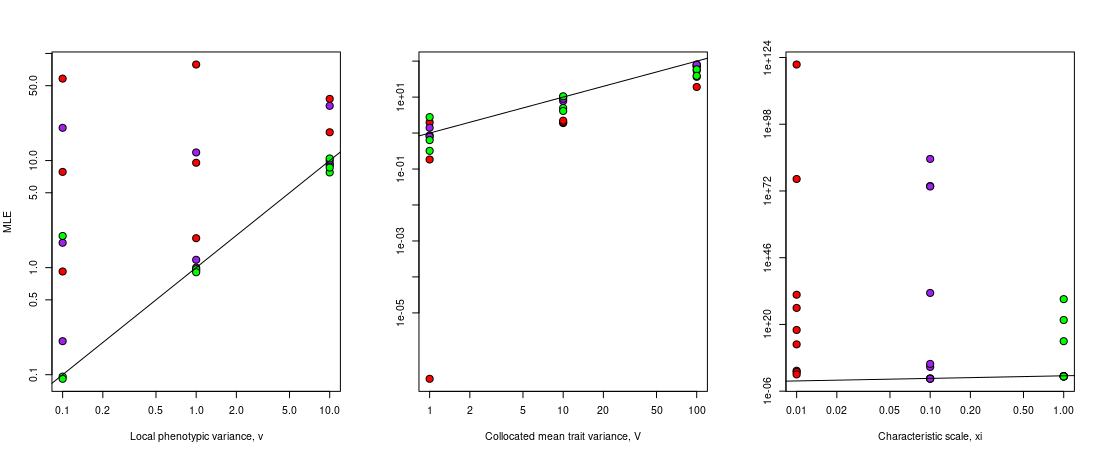 MLE
50.0
10.0
5.0
1.0
0.5
0.1
0.1 0.2 0.5 1.0 2.0 5.0 10.0
Local phenotypic variance, v
1e+01
1e-01
1e-03
1e-05
1 2 5 10 20 50 100
Collocated mean trait variance, V
1e+124
1e+98
1e+72
1e+46
1e+20
1e-06
0.01 0.02 0.05 0.10 0.20 0.50 1.00
Characteristic scale, xi